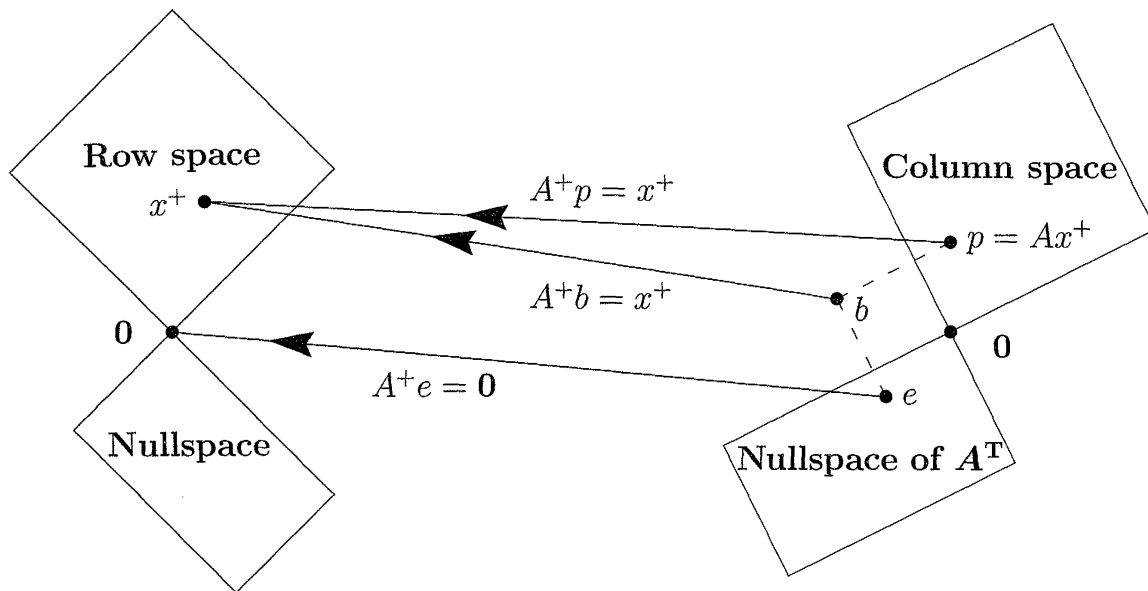 Row space
Column space
A⁺p = x⁺
x⁺
p = Ax⁺
A⁺b = x⁺
b
0
0
A⁺e = 0
e
Nullspace
Nullspace of Aᵀ